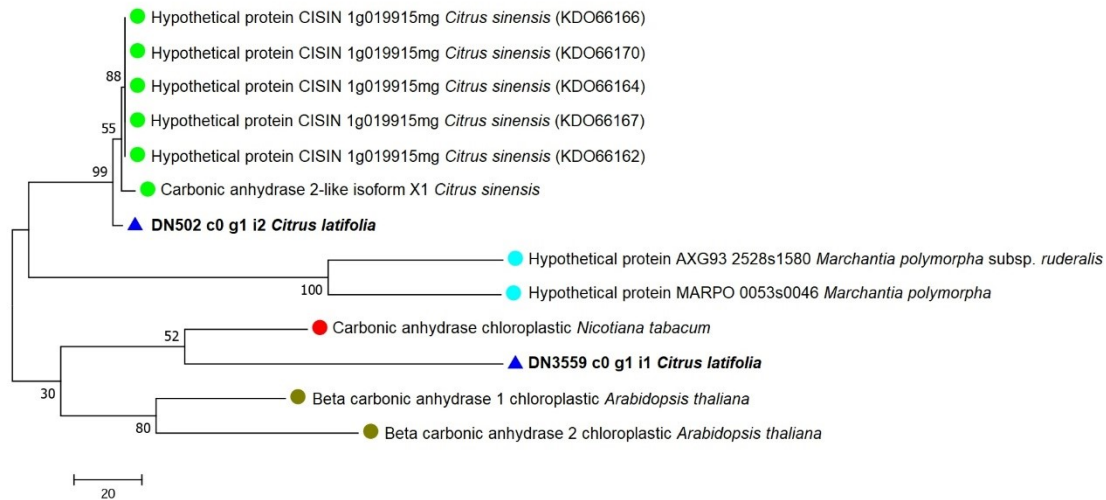 Hypothetical protein CISIN 1g019915mg Citrus sinensis (KDO66166)
Hypothetical protein CISIN 1g019915mg Citrus sinensis (KDO66170)
88
Hypothetical protein CISIN 1g019915mg Citrus sinensis (KDO66164)
55
Hypothetical protein CISIN 1g019915mg Citrus sinensis (KDO66167)
Hypothetical protein CISIN 1g019915mg Citrus sinensis (KDO66162)
99
Carbonic anhydrase 2-like isoform X1 Citrus sinensis
DN502 c0 g1 i2 Citrus latifolia
Hypothetical protein AXG93 2528s1580 Marchantia polymorpha subsp. ruderalis
100
Hypothetical protein MARPO 0053s0046 Marchantia polymorpha
Carbonic anhydrase chloroplastic Nicotiana tabacum
52
DN3559 c0 g1 i1 Citrus latifolia
30
Beta carbonic anhydrase 1 chloroplastic Arabidopsis thaliana
80
Beta carbonic anhydrase 2 chloroplastic Arabidopsis thaliana
20